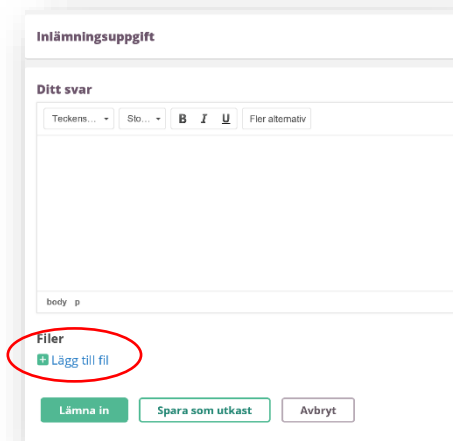 Inlämningsuppgift
Ditt svar
Teckens... Sto... B I U Fler alternativ
body p
Filer
Lägg till fil
Lämna in Spara som utkast Avbryt